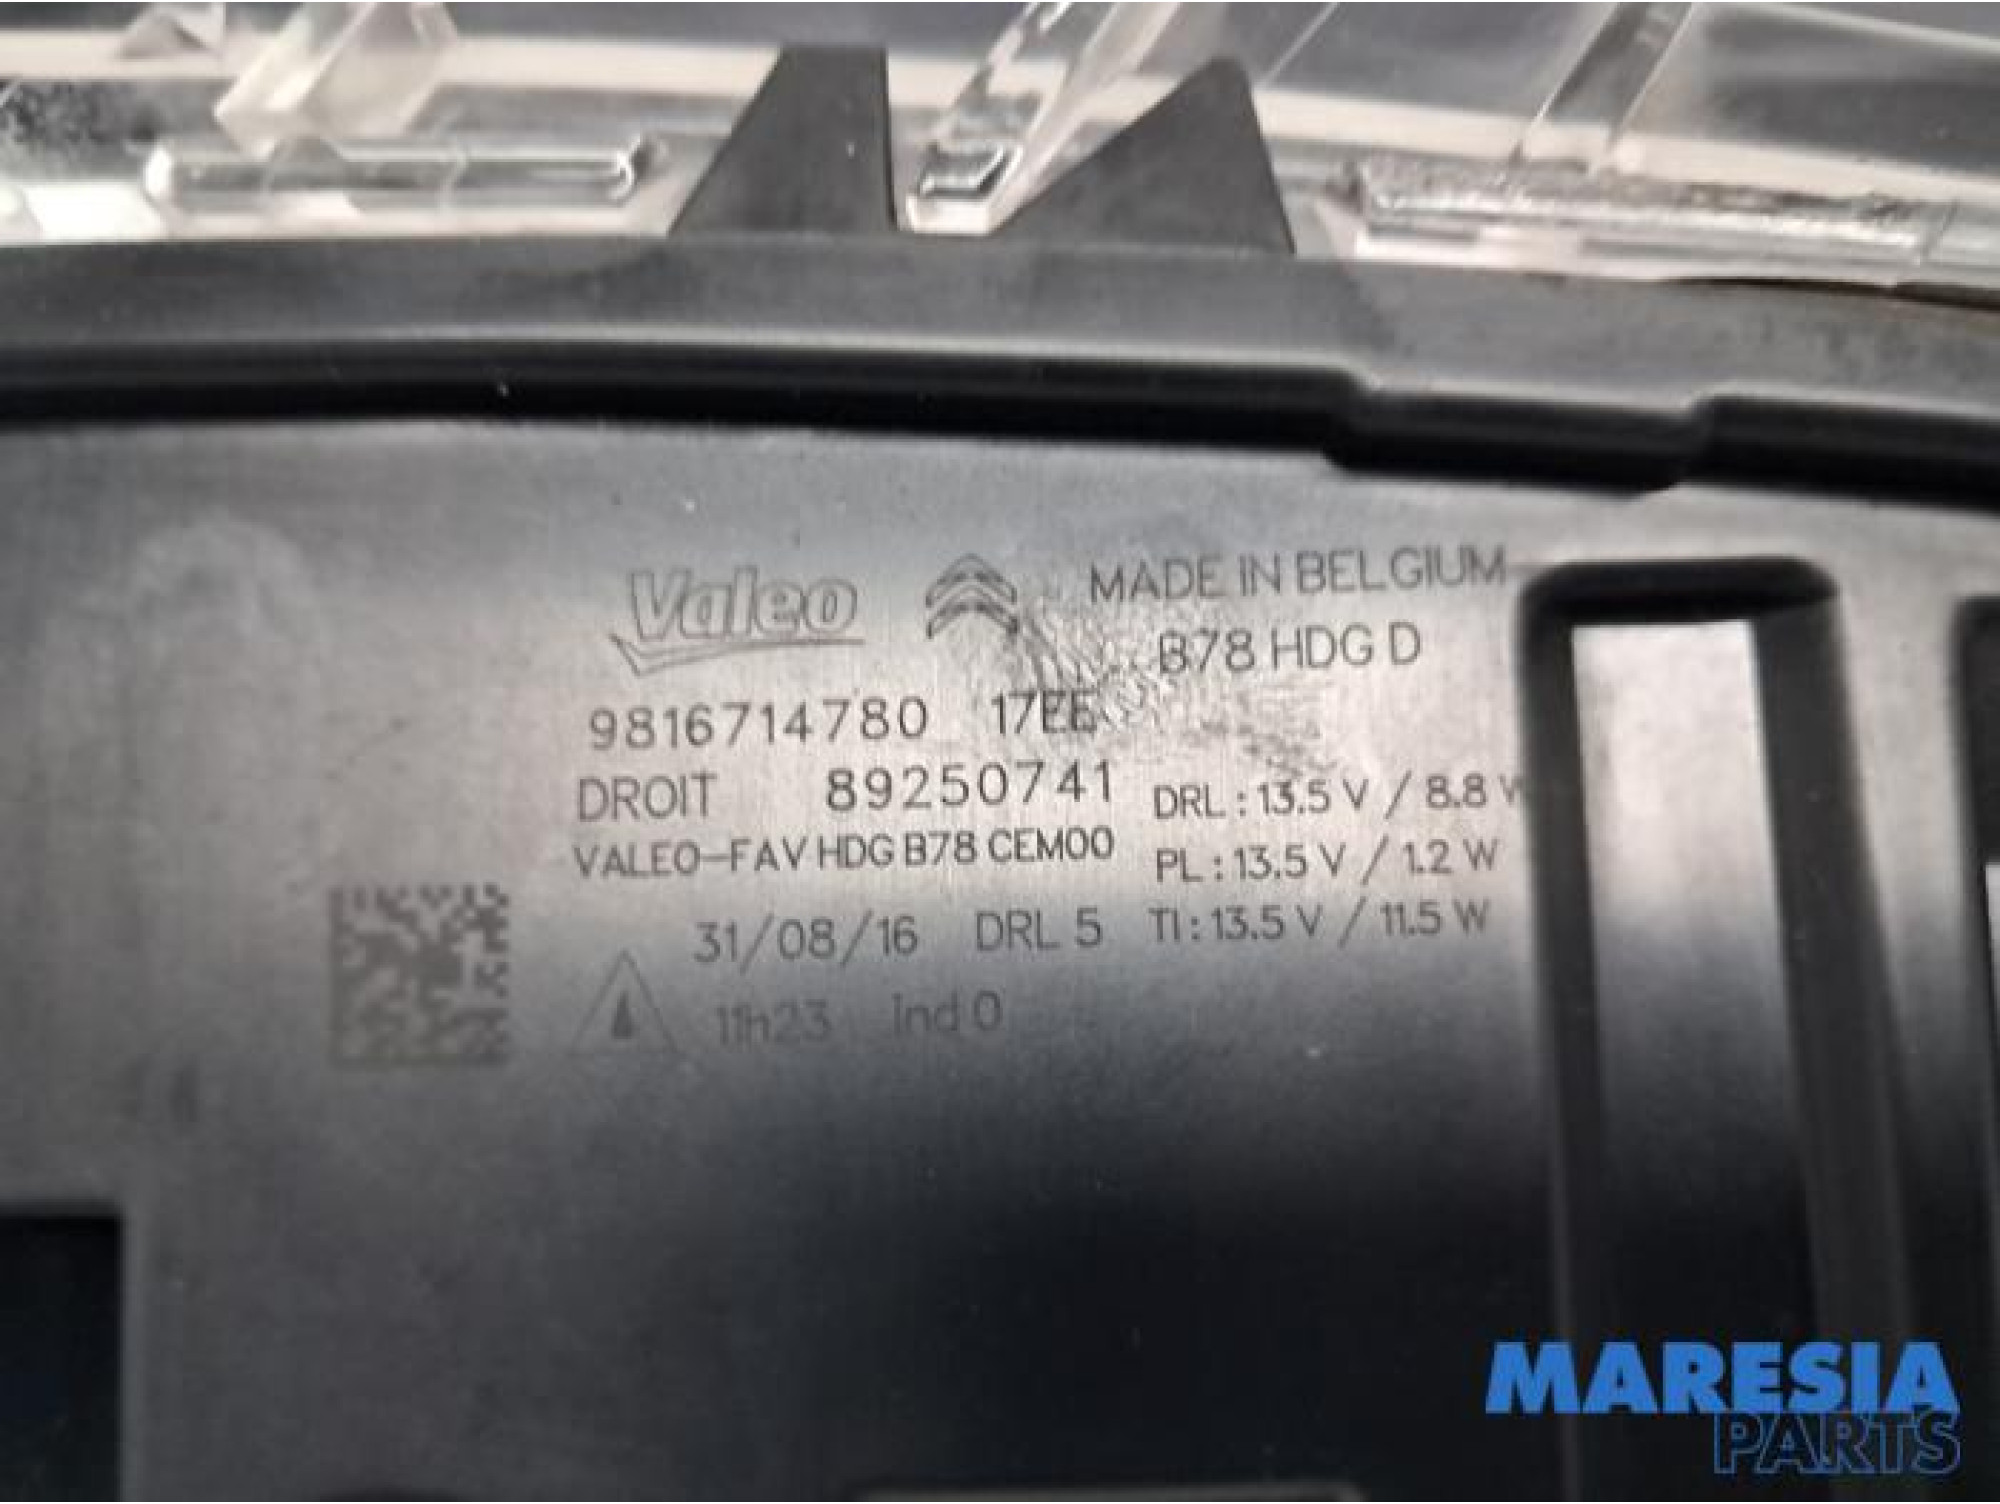 Valeo MADE IN BELGIUM
B78 HDG D
9816714780 17EE
DROIT 89250741 DRL : 13.5 V / 8.8 W
VALEO-FAV HDG B78 CEM00 PL : 13.5 V / 1.2 W
31/08/16 DRL 5 TI : 13.5 V / 11.5 W
11h23 Ind 0
MARESIA
PARTS